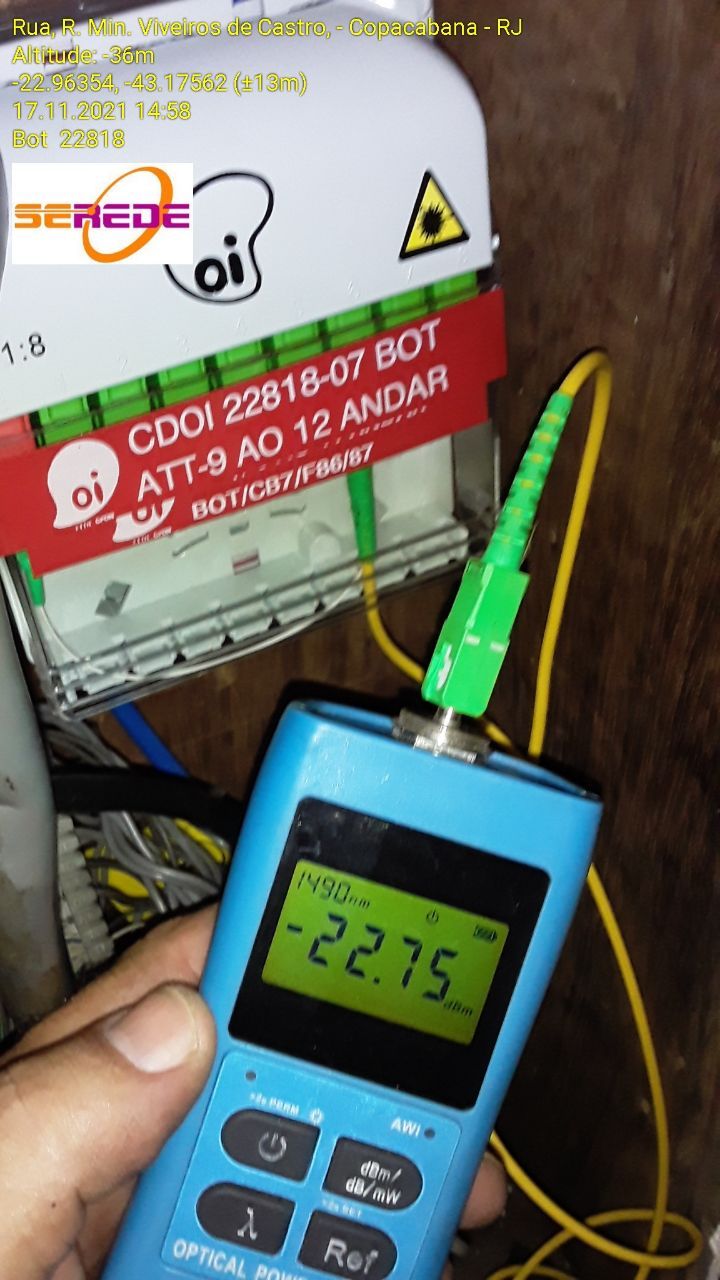 Rua, R. Min. Viveiros de Castro, - Copacabana - RJ
Altitude: -36m
-22.96354, -43.17562 (±13m)
17.11.2021 14:58
Bot  22818
SEREDE
oi
1:8
CDOI 22818-07 BOT
oi
ATT-9 AO 12 ANDAR
BOT/CB7/F86/87
1490nm
-22.75
dBm
AWI
dBm/
dB/mW
λ
Ref
OPTICAL POW